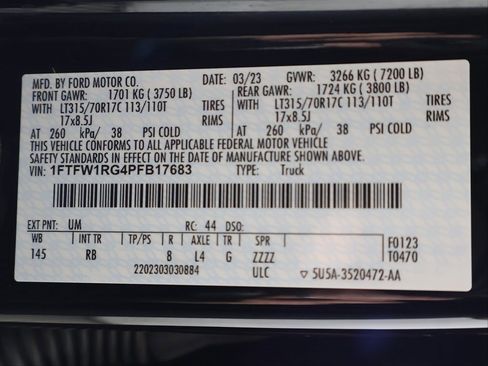 MFD. BY FORD MOTOR CO. DATE: 03/23 GVWR: 3266 KG ( 7200 LB)
FRONT GAWR: 1701 KG ( 3750 LB) REAR GAWR: 1724 KG ( 3800 LB)
WITH LT315/70R17C 113/110T TIRES WITH LT315/70R17C 113/110T TIRES
17x8.5J RIMS 17x8.5J RIMS
AT 260 kPa/ 38 PSI COLD AT 260 kPa/ 38 PSI COLD
THIS VEHICLE CONFORMS TO ALL APPLICABLE FEDERAL MOTOR VEHICLE
SAFETY STANDARDS IN EFFECT ON THE DATE OF MANUFACTURE SHOWN ABOVE.
VIN: 1FTFW1RG4PFB17683 TYPE: Truck
EXT PNT: UM RC: 44 DSO: F0123
WB INT TR TP/PS R AXLE TR SPR T0470
145 RB 8 L4 G ZZZZ
2202303030884 ULC ▽ 5U5A-3520472-AA